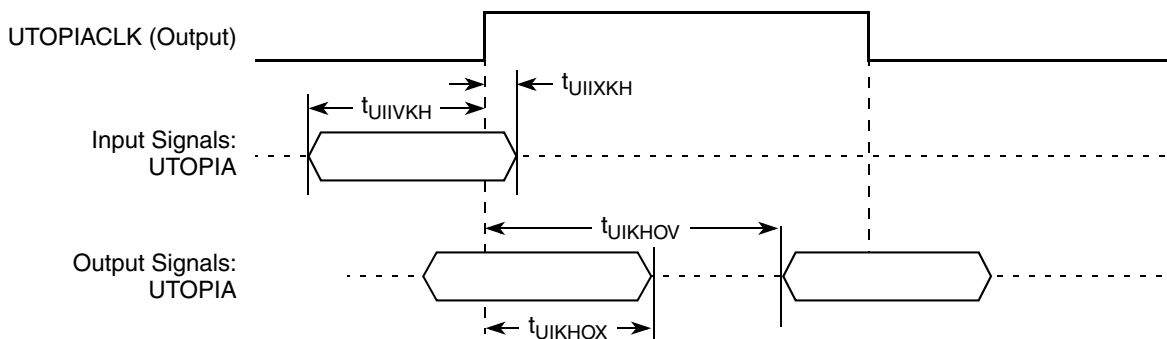 UTOPIACLK (Output)
tUIIXKH
tUIIVKH
Input Signals:
UTOPIA
tUIKHOV
Output Signals:
UTOPIA
tUIKHOX